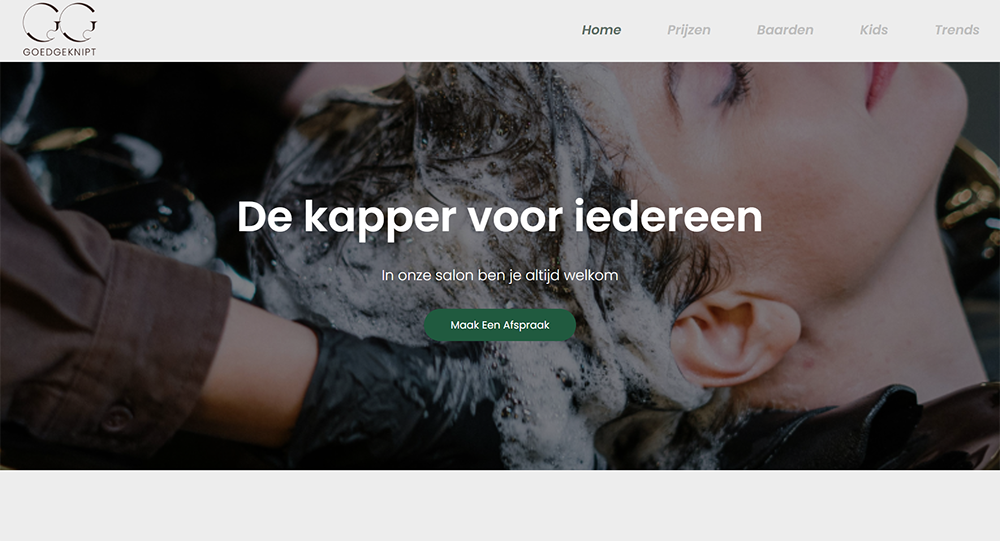 GG
GOEDGEKNIPT
Home Prijzen Baarden Kids Trends
De kapper voor iedereen
In onze salon ben je altijd welkom
Maak Een Afspraak